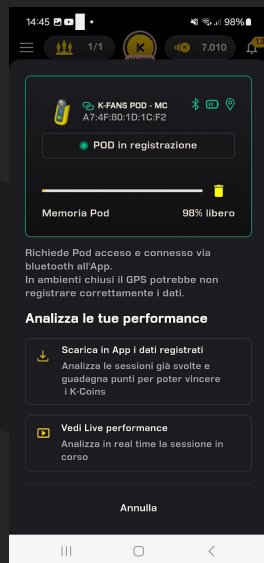 14:45
98%
1/1
K
7.010
K-FANS POD - MC
A7:4F:80:1D:1C:F2
POD in registrazione
Memoria Pod
98% libero
Richiede Pod acceso e connesso via
bluetooth all'App.
In ambienti chiusi il GPS potrebbe non
registrare correttamente i dati.
Analizza le tue performance
Scarica in App i dati registrati
Analizza le sessioni già svolte e
guadagna punti per poter vincere
i K-Coins
Vedi Live performance
Analizza in real time la sessione in
corso
Annulla